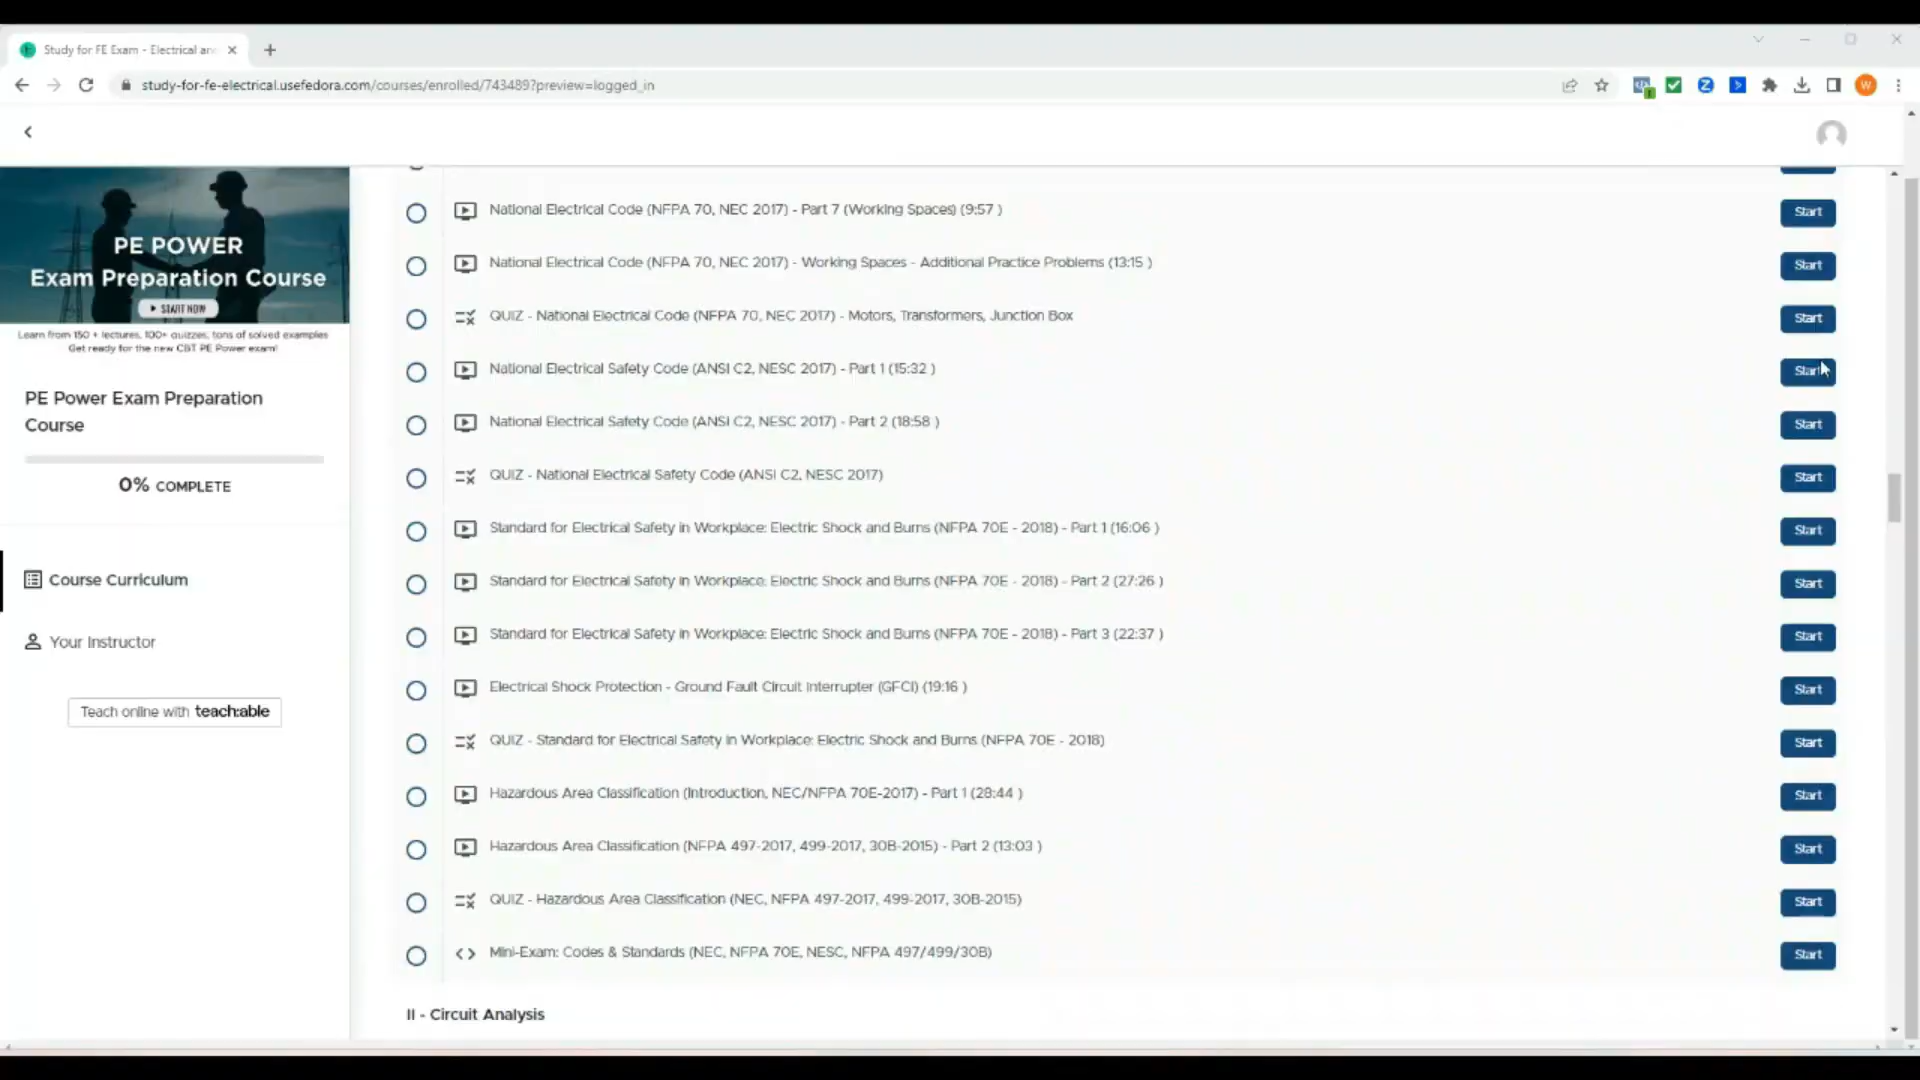 Study for FE Exam - Electrical an
study-for-fe-electrical.usefedora.com/courses/enrolled/743489?preview=logged_in
W
PE POWER
Exam Preparation Course
START NOW
Learn from 150 + lectures, 100+ quizzes, tons of solved examples
Get ready for the new CBT PE Power exam!
PE Power Exam Preparation
Course
0% COMPLETE
Course Curriculum
Your Instructor
Teach online with teach:able
National Electrical Code (NFPA 70, NEC 2017) - Part 7 (Working Spaces) (9:57 )
Start
National Electrical Code (NFPA 70, NEC 2017) - Working Spaces - Additional Practice Problems (13:15 )
Start
QUIZ - National Electrical Code (NFPA 70, NEC 2017) - Motors, Transformers, Junction Box
Start
National Electrical Safety Code (ANSI C2, NESC 2017) - Part 1 (15:32 )
Start
National Electrical Safety Code (ANSI C2, NESC 2017) - Part 2 (18:58 )
Start
QUIZ - National Electrical Safety Code (ANSI C2, NESC 2017)
Start
Standard for Electrical Safety in Workplace: Electric Shock and Burns (NFPA 70E - 2018) - Part 1 (16:06 )
Start
Standard for Electrical Safety in Workplace: Electric Shock and Burns (NFPA 70E - 2018) - Part 2 (27:26 )
Start
Standard for Electrical Safety in Workplace: Electric Shock and Burns (NFPA 70E - 2018) - Part 3 (22:37 )
Start
Electrical Shock Protection - Ground Fault Circuit Interrupter (GFCI) (19:16 )
Start
QUIZ - Standard for Electrical Safety in Workplace: Electric Shock and Burns (NFPA 70E - 2018)
Start
Hazardous Area Classification (Introduction, NEC/NFPA 70E-2017) - Part 1 (28:44 )
Start
Hazardous Area Classification (NFPA 497-2017, 499-2017, 30B-2015) - Part 2 (13:03 )
Start
QUIZ - Hazardous Area Classification (NEC, NFPA 497-2017, 499-2017, 30B-2015)
Start
Mini-Exam: Codes & Standards (NEC, NFPA 70E, NESC, NFPA 497/499/30B)
Start
II - Circuit Analysis